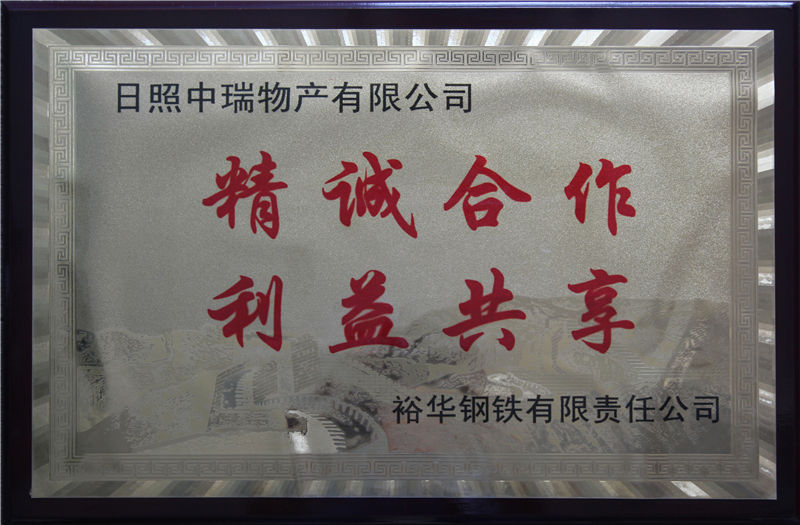 日照中瑞物产有限公司
精诚合作
利益共享
裕华钢铁有限责任公司